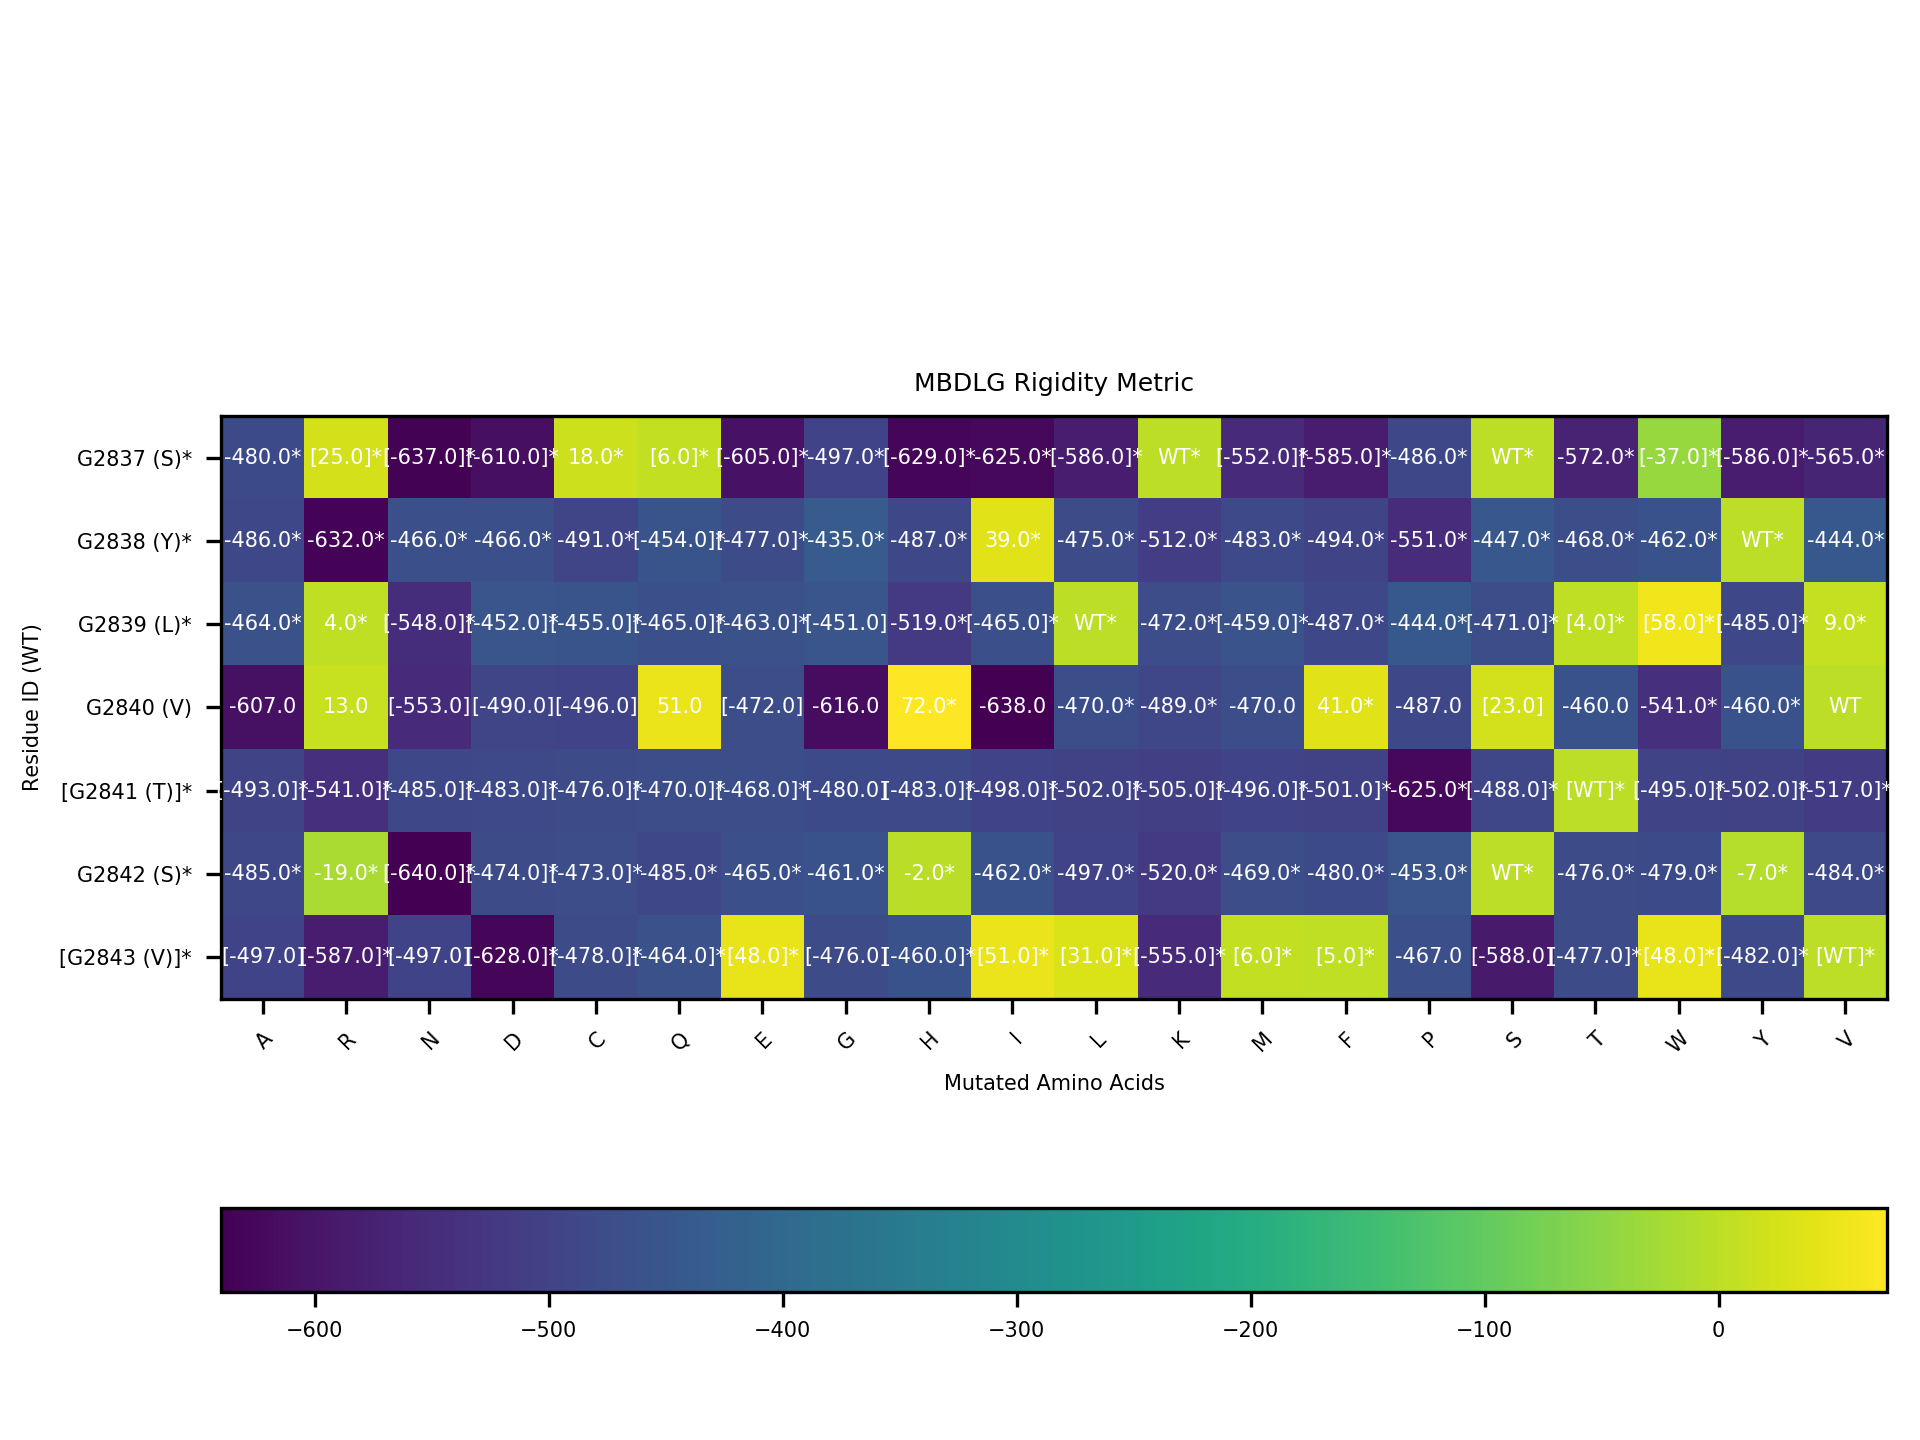 MBDLG Rigidity Metric
G2837 (S)* -480.0* [25.0]* [-637.0]* [-610.0]* 18.0* [6.0]* [-605.0]* -497.0* [-629.0]* -625.0* [-586.0]* WT* [-552.0]* [-585.0]* -486.0* WT* -572.0* [-37.0]* [-586.0]* -565.0*
G2838 (Y)* -486.0* -632.0* -466.0* -466.0* -491.0* [-454.0]* [-477.0]* -435.0* -487.0* 39.0* -475.0* -512.0* -483.0* -494.0* -551.0* -447.0* -468.0* -462.0* WT* -444.0*
G2839 (L)* -464.0* 4.0* [-548.0]* [-452.0]* [-455.0]* [-465.0]* [-463.0]* [-451.0] -519.0* [-465.0]* WT* -472.0* [-459.0]* -487.0* -444.0* [-471.0]* [4.0]* [58.0]* [-485.0]* 9.0*
G2840 (V) -607.0 13.0 [-553.0] [-490.0] [-496.0] 51.0 [-472.0] -616.0 72.0* -638.0 -470.0* -489.0* -470.0 41.0* -487.0 [23.0] -460.0 -541.0* -460.0* WT
[G2841 (T)]* [-493.0]* [-541.0]* [-485.0]* [-483.0]* [-476.0]* [-470.0]* [-468.0]* [-480.0] [-483.0]* [-498.0]* [-502.0]* [-505.0]* [-496.0]* [-501.0]* -625.0* [-488.0]* [WT]* [-495.0]* [-502.0]* [-517.0]*
G2842 (S)* -485.0* -19.0* [-640.0]* [-474.0]* [-473.0]* -485.0* -465.0* -461.0* -2.0* -462.0* -497.0* -520.0* -469.0* -480.0* -453.0* WT* -476.0* -479.0* -7.0* -484.0*
[G2843 (V)]* [-497.0] [-587.0]* [-497.0] [-628.0]* [-478.0]* [-464.0]* [48.0]* [-476.0] [-460.0]* [51.0]* [31.0]* [-555.0]* [6.0]* [5.0]* -467.0 [-588.0] [-477.0]* [48.0]* [-482.0]* [WT]*
Residue ID (WT)
A R N D C Q E G H I L K M F P S T W Y V
Mutated Amino Acids
−600 −500 −400 −300 −200 −100 0